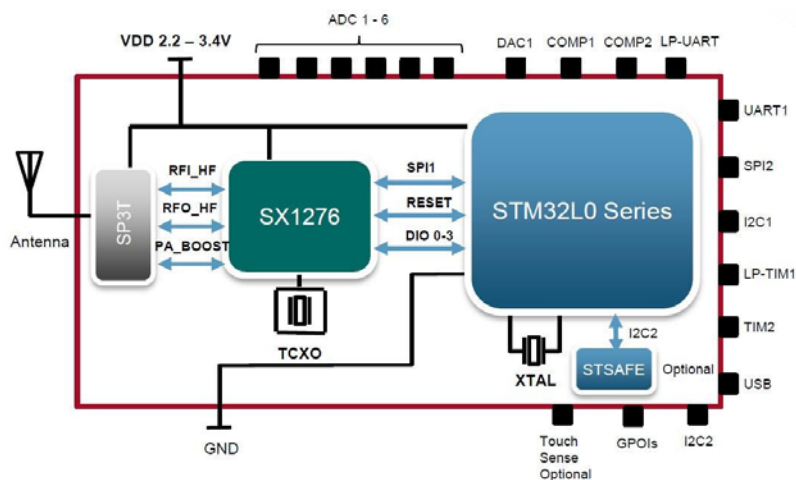 ADC 1 - 6
VDD 2.2 – 3.4V
DAC1
COMP1
COMP2
LP-UART
UART1
SPI2
I2C1
LP-TIM1
TIM2
USB
Antenna
SP3T
RFI_HF
RFO_HF
PA_BOOST
SX1276
SPI1
RESET
DIO 0-3
STM32L0 Series
TCXO
XTAL
I2C2
STSAFE
Optional
GND
Touch
Sense
Optional
GPOIs
I2C2